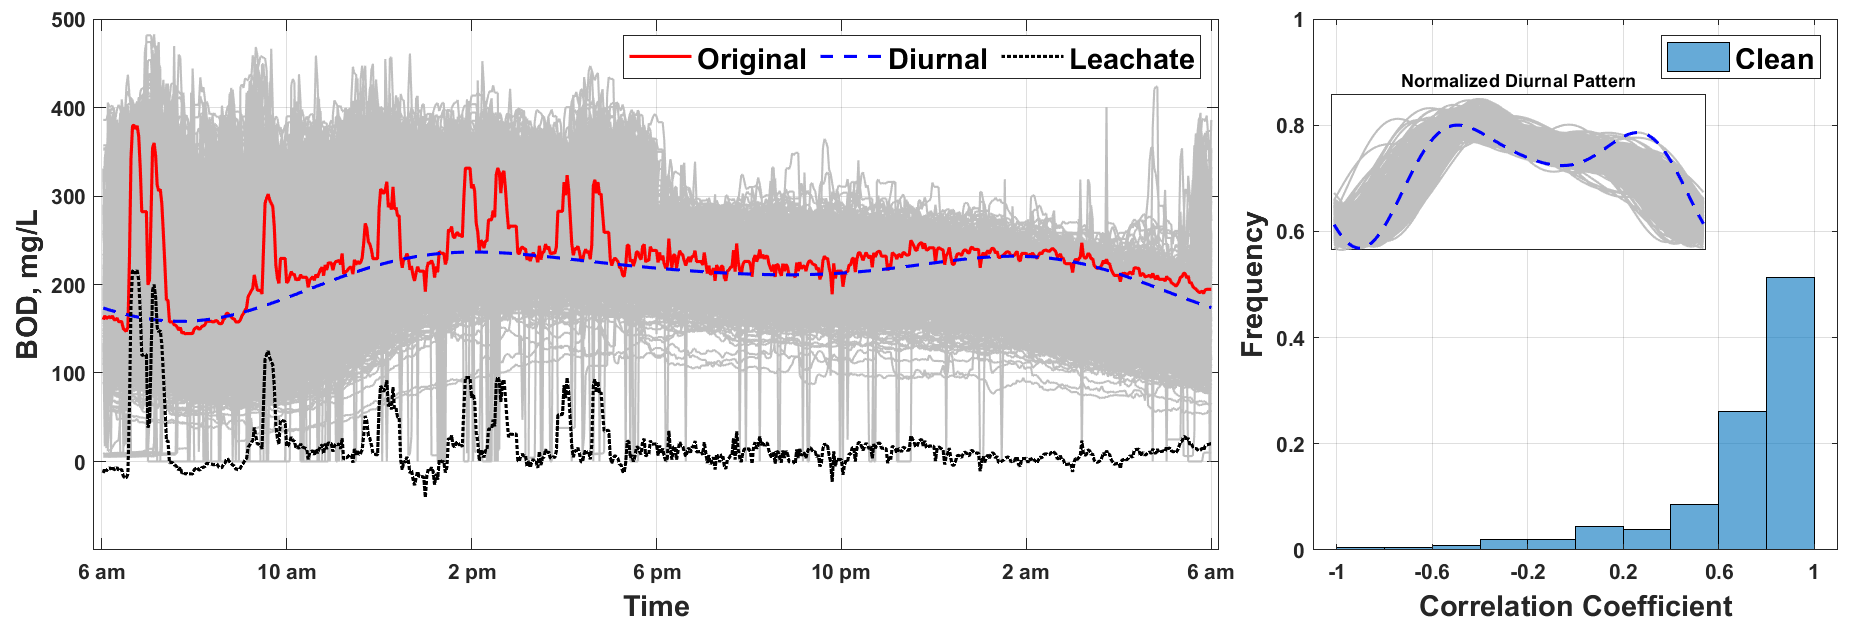 500
400
300
200
100
0
BOD, mg/L
Original Diurnal Leachate
6 am 10 am 2 pm 6 pm 10 pm 2 am 6 am
Time
1
0.8
0.6
0.4
0.2
0
Frequency
Clean
Normalized Diurnal Pattern
-1 -0.6 -0.2 0.2 0.6 1
Correlation Coefficient